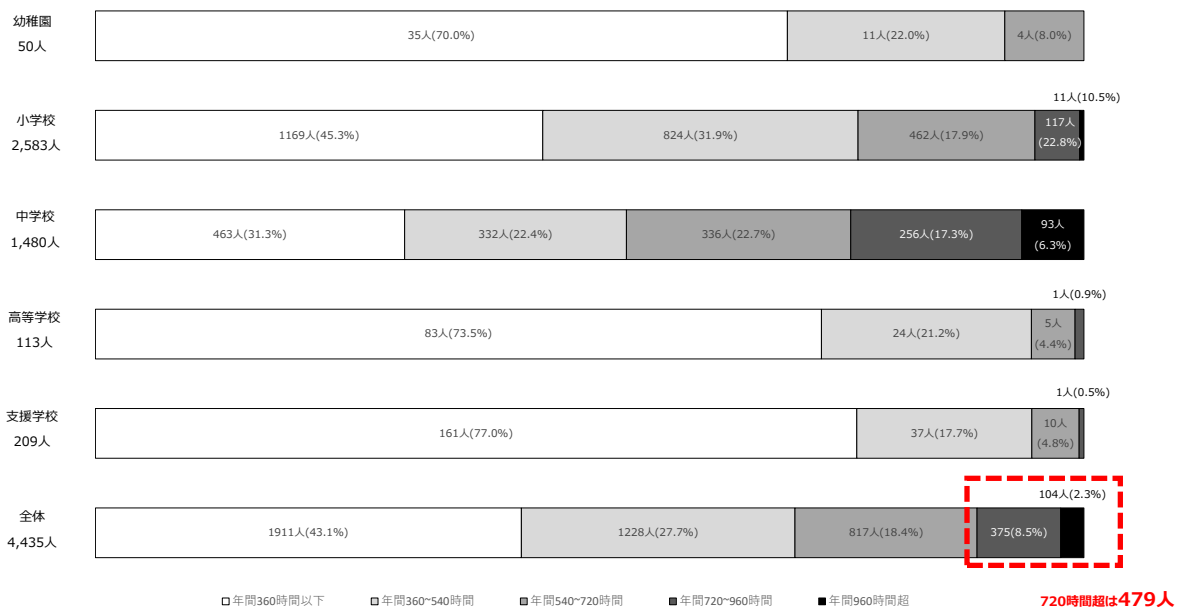 幼稚園
50人
35人(70.0%)
11人(22.0%)
4人(8.0%)
11人(10.5%)
小学校
2,583人
1169人(45.3%)
824人(31.9%)
462人(17.9%)
117人
(22.8%)
中学校
1,480人
463人(31.3%)
332人(22.4%)
336人(22.7%)
256人(17.3%)
93人
(6.3%)
1人(0.9%)
高等学校
113人
83人(73.5%)
24人(21.2%)
5人
(4.4%)
1人(0.5%)
支援学校
209人
161人(77.0%)
37人(17.7%)
10人
(4.8%)
104人(2.3%)
全体
4,435人
1911人(43.1%)
1228人(27.7%)
817人(18.4%)
375(8.5%)
年間360時間以下
年間360~540時間
年間540~720時間
年間720~960時間
年間960時間超
720時間超は479人